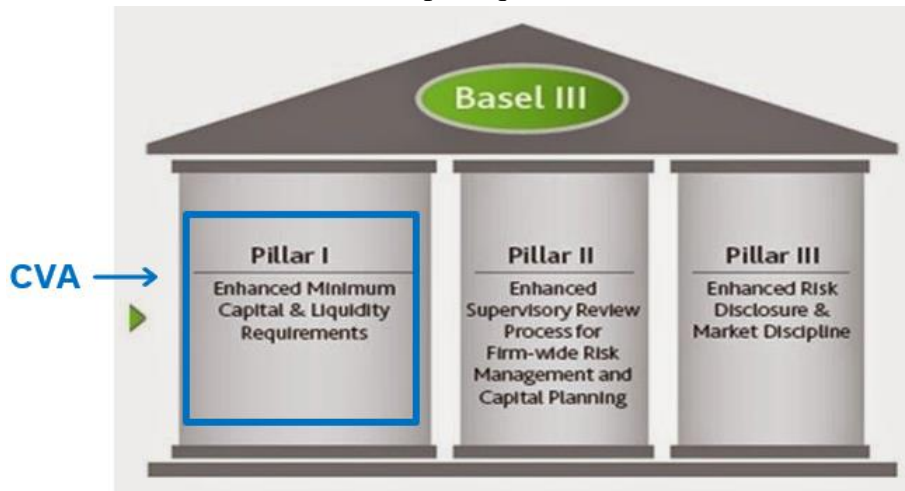 Basel III
CVA
Pillar I
Enhanced Minimum
Capital & Liquidity
Requirements
Pillar II
Enhanced
Supervisory Review
Process for
Firm-wide Risk
Management and
Capital Planning
Pillar III
Enhanced Risk
Disclosure &
Market Discipline